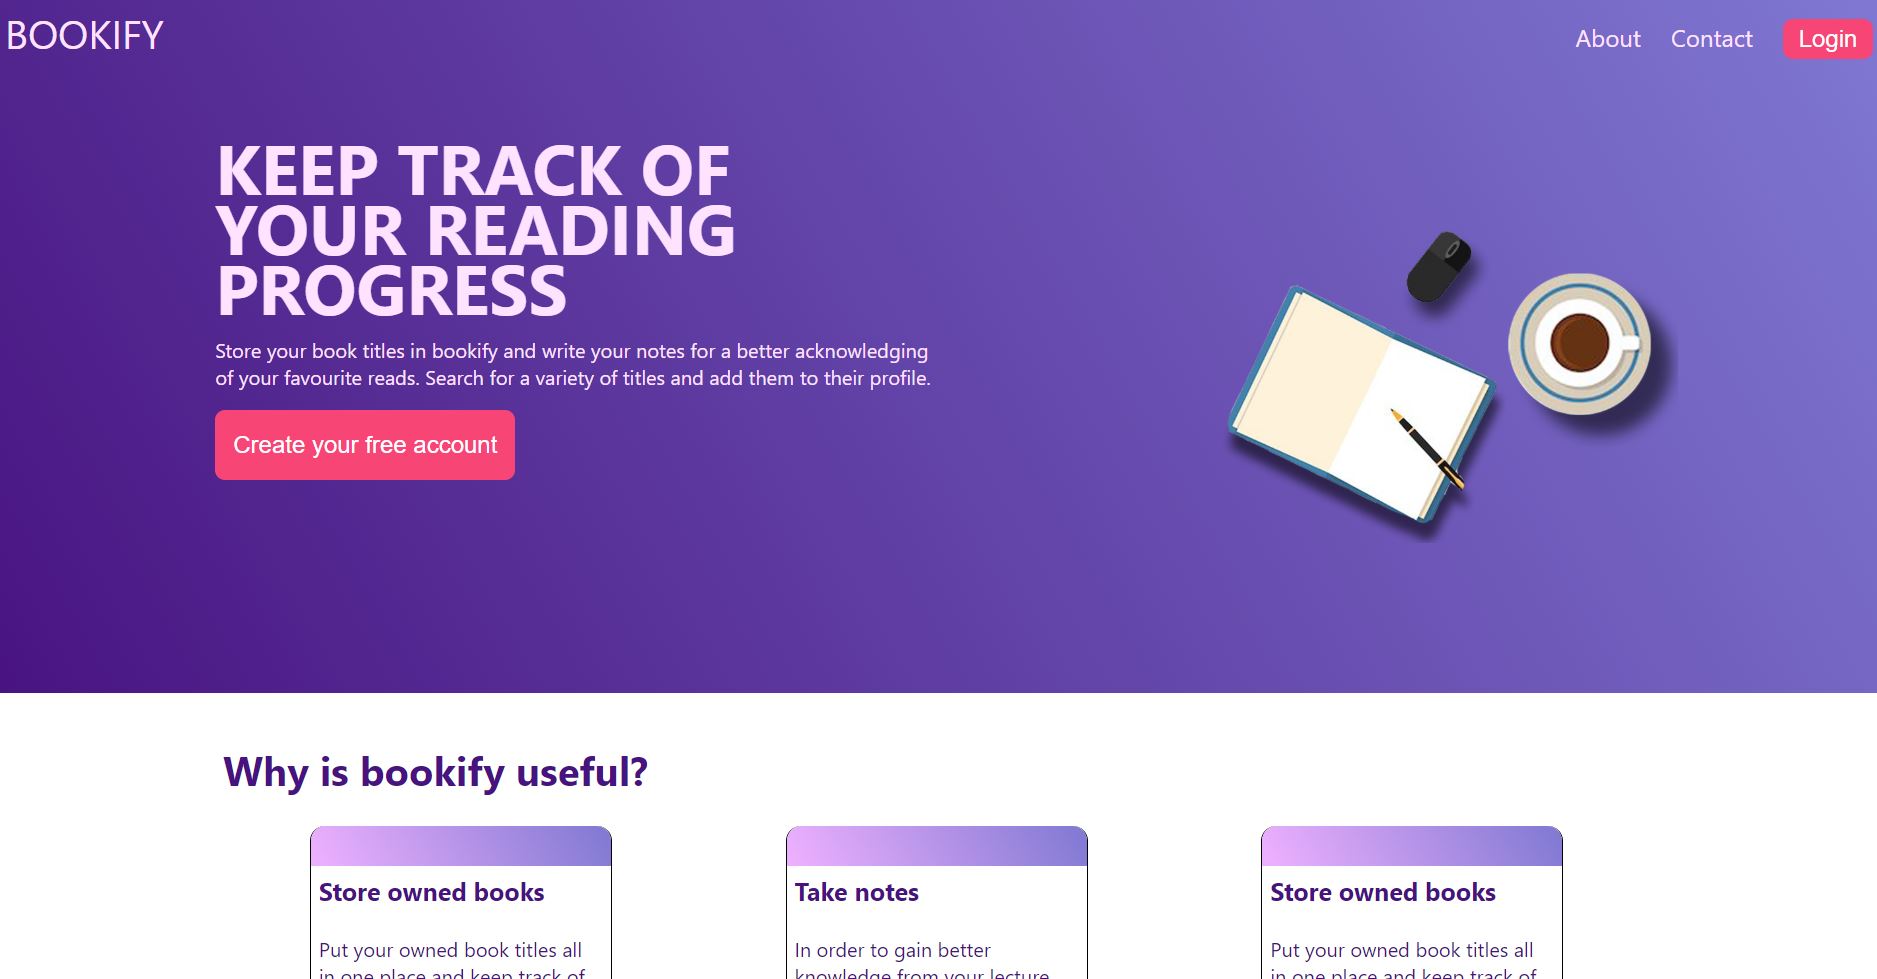 BOOKIFY
About Contact Login
KEEP TRACK OF
YOUR READING
PROGRESS
Store your book titles in bookify and write your notes for a better acknowledging
of your favourite reads. Search for a variety of titles and add them to their profile.
Create your free account
Why is bookify useful?
Store owned books
Put your owned book titles all
in one place and keep track of
Take notes
In order to gain better
knowledge from your lecture
Store owned books
Put your owned book titles all
in one place and keep track of